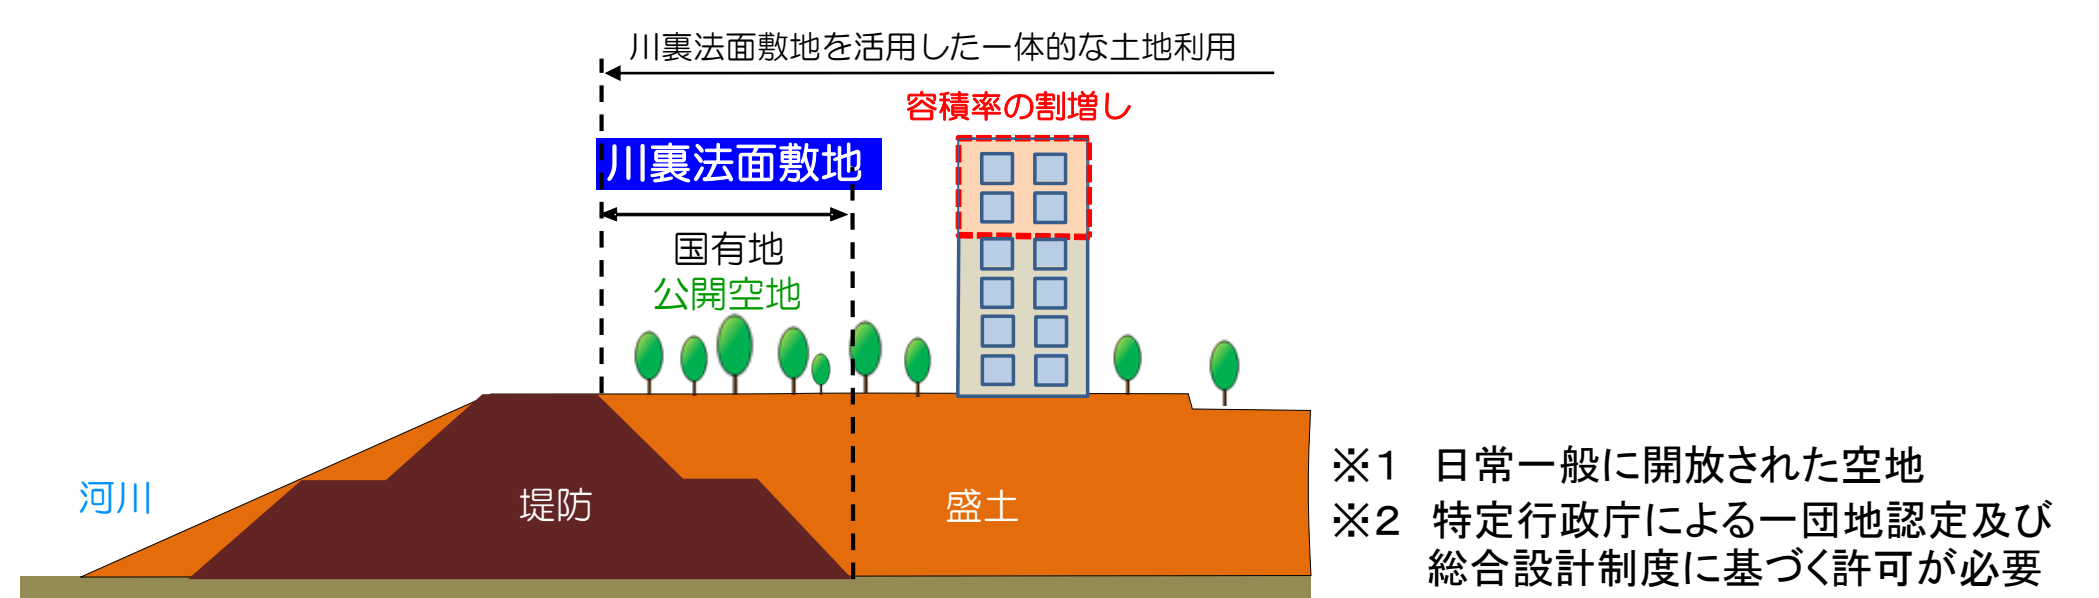 川裏法面敷地を活用した一体的な土地利用
容積率の割増し
川裏法面敷地
国有地
公開空地
河川
堤防
盛土
※1 日常一般に開放された空地
※2 特定行政庁による一団地認定及び
総合設計制度に基づく許可が必要